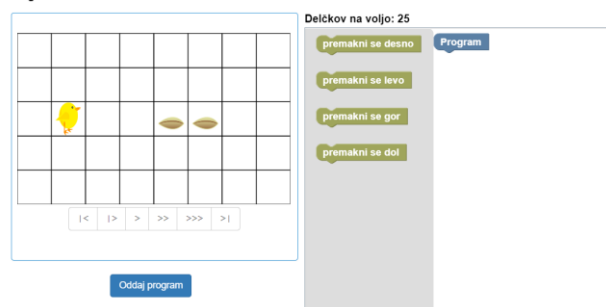 Delčkov na voljo: 25
premakni se desno
Program
premakni se levo
premakni se gor
premakni se dol
|<
|>
>
>>
>>>
>|
Oddaj program